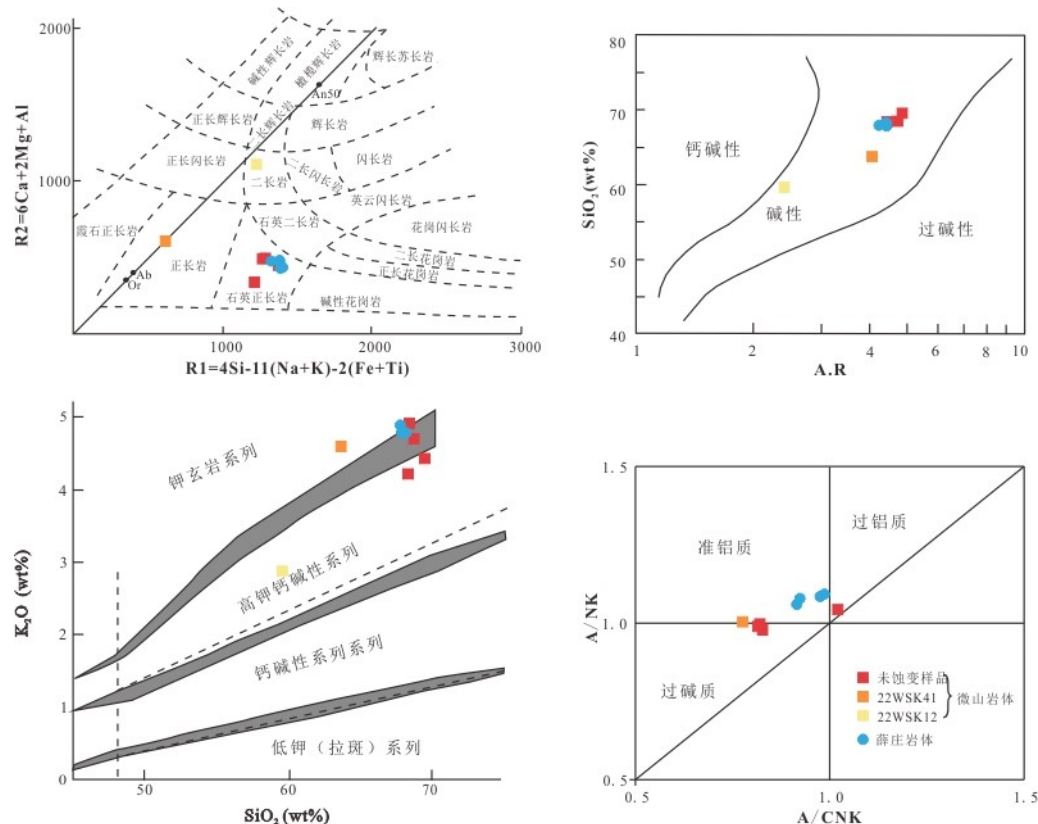 2000
1000
R2=6Ca+2Mg+Al
碱性辉长岩
橄榄辉长岩
辉长苏长岩
An50
正长辉长岩
二长辉长岩
辉长岩
正长闪长岩
二长岩
二长闪长岩
闪长岩
英云闪长岩
霞石正长岩
石英二长岩
花岗闪长岩
正长岩
二长花岗岩
正长花岗岩
Ab
Or
石英正长岩
碱性花岗岩
1000
2000
3000
R1=4Si-11(Na+K)-2(Fe+Ti)
80
70
60
50
40
SiO₂(wt%)
钙碱性
碱性
过碱性
1
2
4
6
8
10
A.R
5
4
3
2
1
0
K₂O (wt%)
钾玄岩系列
高钾钙碱性系列
钙碱性系列系列
低钾（拉斑）系列
50
60
70
SiO₂ (wt%)
1.5
1.0
0.5
A/NK
准铝质
过铝质
过碱质
未蚀变样品
22WSK41
22WSK12
微山岩体
薛庄岩体
0.5
1.0
1.5
A/CNK